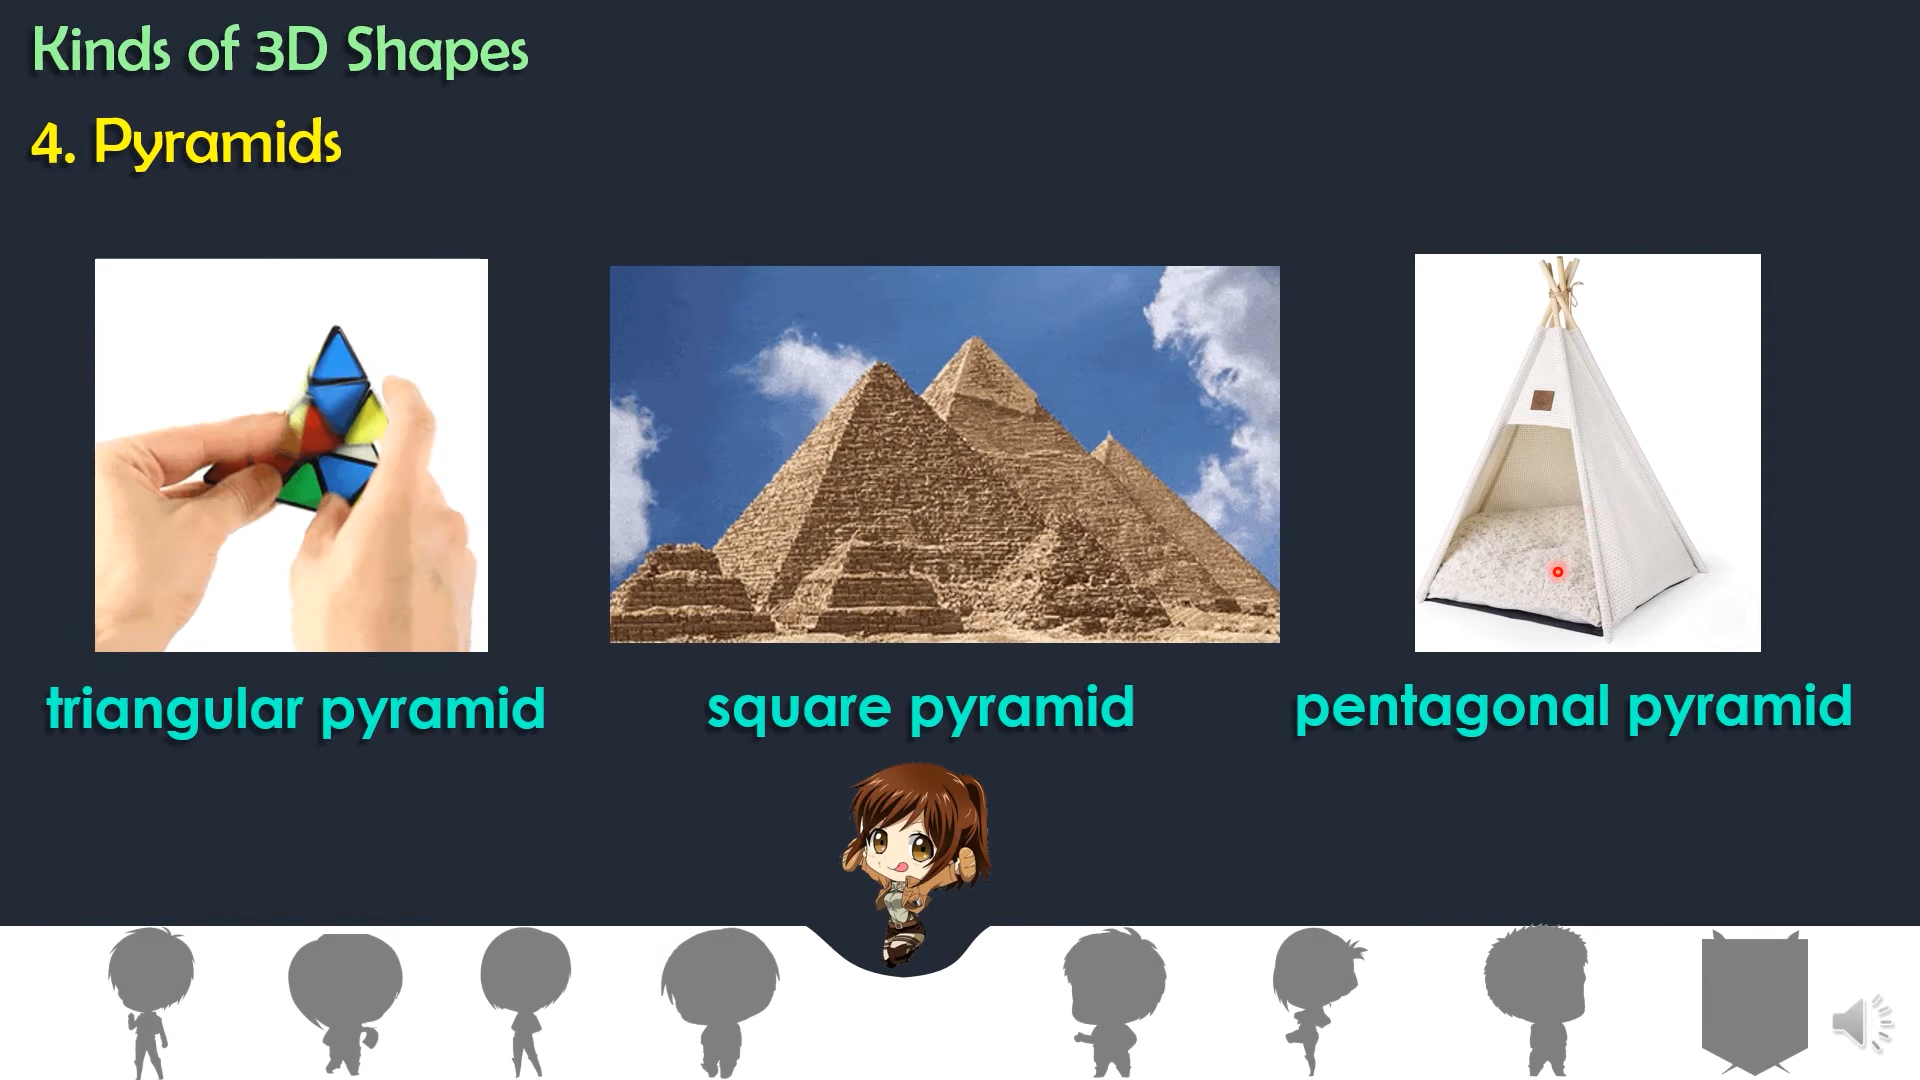 Kinds of 3D Shapes
4. Pyramids
triangular pyramid
square pyramid
pentagonal pyramid